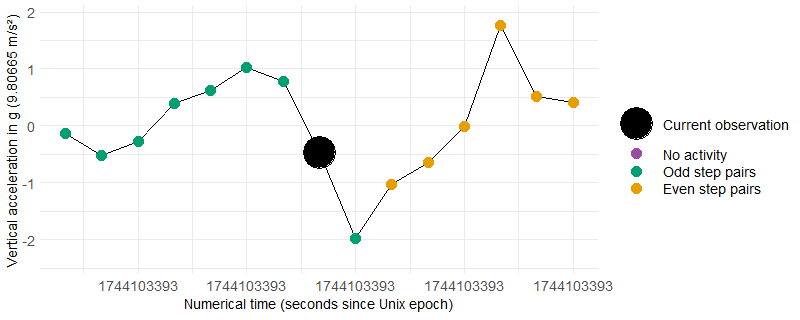 Vertical acceleration in g (9.80665 m/s²)
2
1
0
-1
-2
1744103393 1744103393 1744103393 1744103393 1744103393
Numerical time (seconds since Unix epoch)
Current observation
No activity
Odd step pairs
Even step pairs